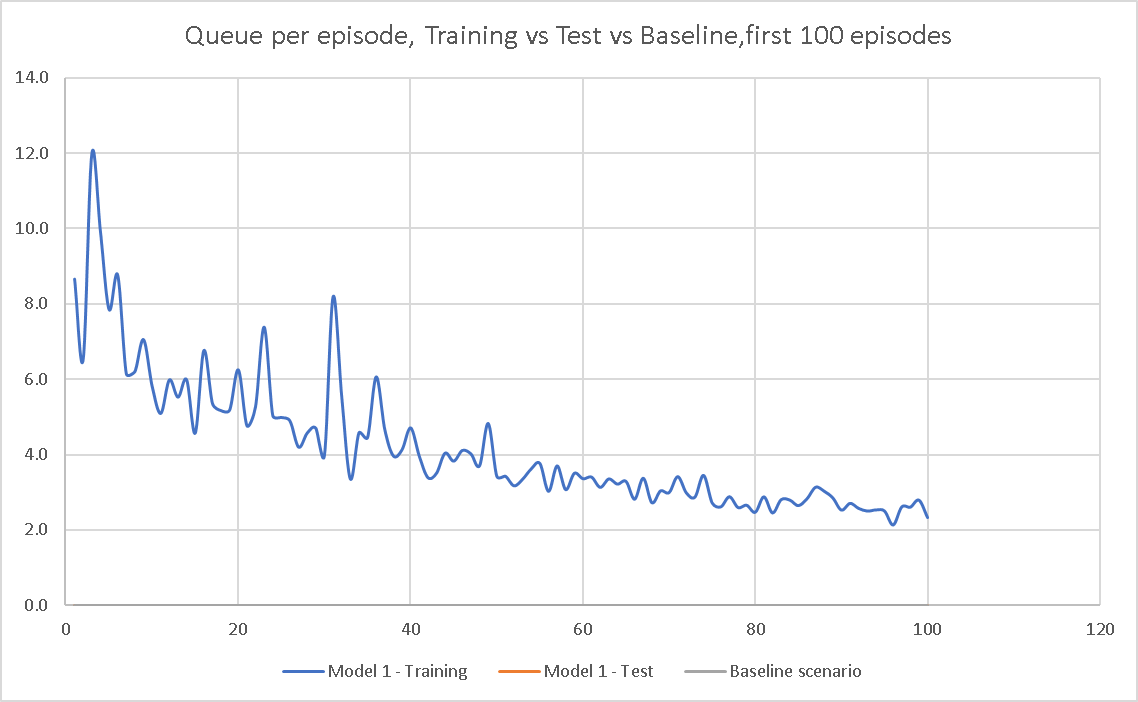 Queue per episode, Training vs Test vs Baseline,first 100 episodes
14.0
12.0
10.0
8.0
6.0
4.0
2.0
0.0
0 20 40 60 80 100 120
Model 1 - Training Model 1 - Test Baseline scenario